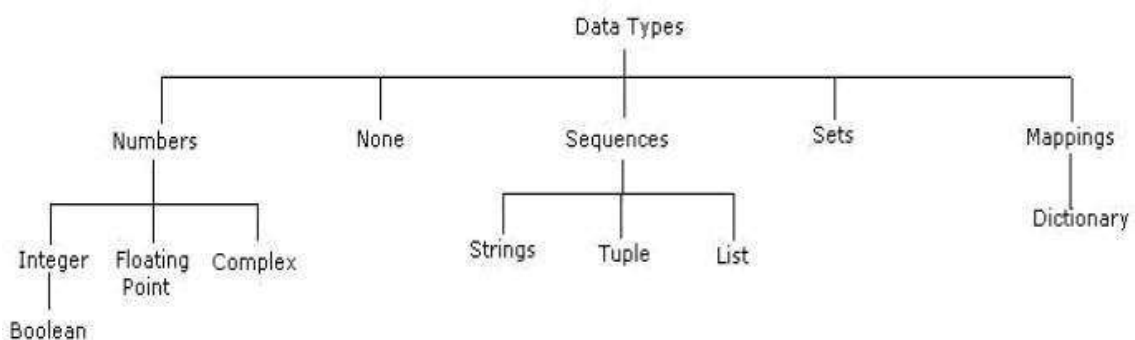 Data Types
Numbers
None
Sequences
Sets
Mappings
Dictionary
Strings
Tuple
List
Integer
Floating
Point
Complex
Boolean